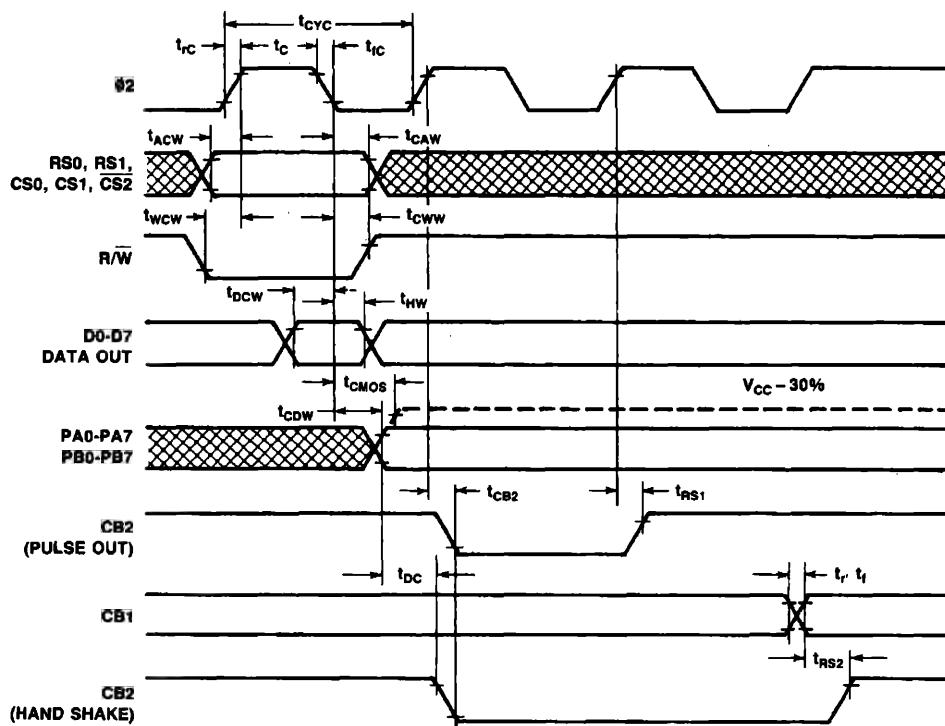 tCYC
trC
tC
tfC
Φ2
tACW
tCAW
RS0, RS1,
CS0, CS1, CS2
tWCW
tCWW
R/W
tDCW
tHW
D0-D7
DATA OUT
tCMOS
VCC – 30%
tCDW
PA0-PA7
PB0-PB7
tCB2
tRS1
CB2
(PULSE OUT)
tDC
tr, tf
CB1
tRS2
CB2
(HAND SHAKE)